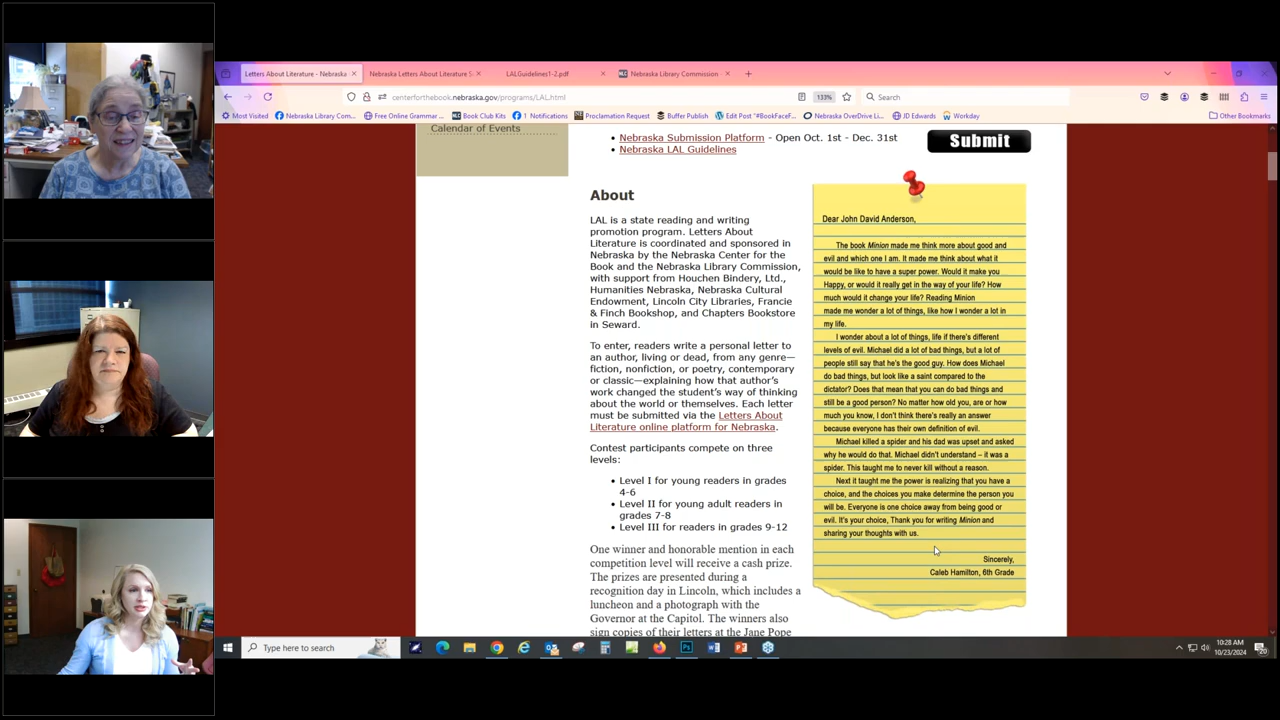 Letters About Literature - Nebraska
Nebraska Letters About Literature S
LALGuidelines1-2.pdf
Nebraska Library Commission
centerforthebook.nebraska.gov/programs/LAL.html
133%
Search
Most Visited
Nebraska Library Com...
Free Online Grammar ...
Book Club Kits
1 Notifications
Proclamation Request
Buffer Publish
Edit Post "#BookFaceF...
Nebraska OverDrive Li...
JD Edwards
Workday
Other Bookmarks
Calendar of Events
Nebraska Submission Platform - Open Oct. 1st - Dec. 31st
Nebraska LAL Guidelines
Submit
About
LAL is a state reading and writing
promotion program. Letters About
Literature is coordinated and sponsored in
Nebraska by the Nebraska Center for the
Book and the Nebraska Library Commission,
with support from Houchen Bindery, Ltd.,
Humanities Nebraska, Nebraska Cultural
Endowment, Lincoln City Libraries, Francie
& Finch Bookshop, and Chapters Bookstore
in Seward.
To enter, readers write a personal letter to
an author, living or dead, from any genre—
fiction, nonfiction, or poetry, contemporary
or classic—explaining how that author's
work changed the student's way of thinking
about the world or themselves. Each letter
must be submitted via the Letters About
Literature online platform for Nebraska.
Contest participants compete on three
levels:
Level I for young readers in grades
4-6
Level II for young adult readers in
grades 7-8
Level III for readers in grades 9-12
One winner and honorable mention in each
competition level will receive a cash prize.
The prizes are presented during a
recognition day in Lincoln, which includes a
luncheon and a photograph with the
Governor at the Capitol. The winners also
sign copies of their letters at the Jane Pope
Dear John David Anderson,
The book Minion made me think more about good and
evil and which one I am. It made me think about what it
would be like to have a super power. Would it make you
Happy, or would it really get in the way of your life? How
much would it change your life? Reading Minion
made me wonder a lot of things, like how I wonder a lot in
my life.
I wonder about a lot of things, life if there's different
levels of evil. Michael did a lot of bad things, but a lot of
people still say that he's the good guy. How does Michael
do bad things, but look like a saint compared to the
dictator? Does that mean that you can do bad things and
still be a good person? No matter how old you, are or how
much you know, I don't think there's really an answer
because everyone has their own definition of evil.
Michael killed a spider and his dad was upset and asked
why he would do that. Michael didn't understand – it was a
spider. This taught me to never kill without a reason.
Next it taught me the power is realizing that you have a
choice, and the choices you make determine the person you
will be. Everyone is one choice away from being good or
evil. It's your choice, Thank you for writing Minion and
sharing your thoughts with us.
Sincerely,
Caleb Hamilton, 6th Grade
Type here to search
10:28 AM
10/23/2024
20